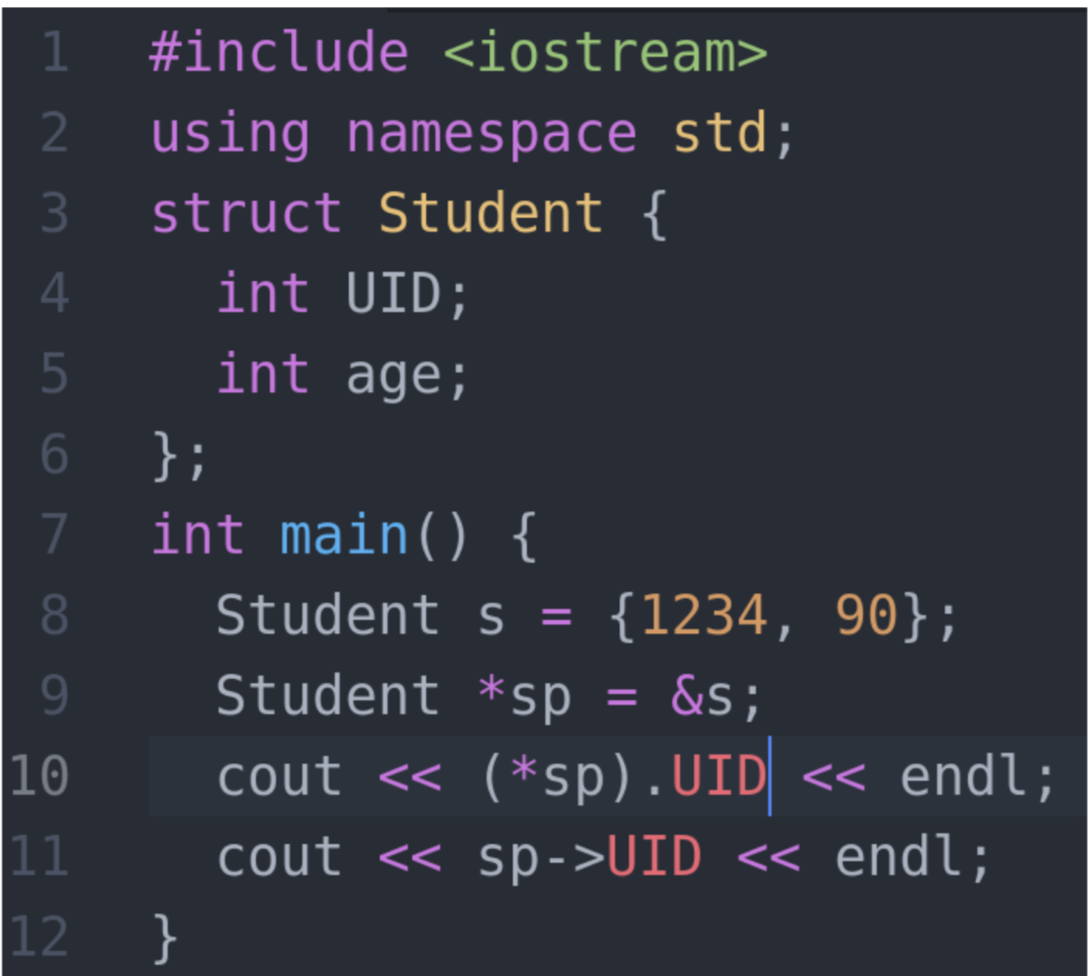 1 #include <iostream>
2 using namespace std;
3 struct Student {
4   int UID;
5   int age;
6 };
7 int main() {
8   Student s = {1234, 90};
9   Student *sp = &s;
10   cout << (*sp).UID << endl;
11   cout << sp->UID << endl;
12 }